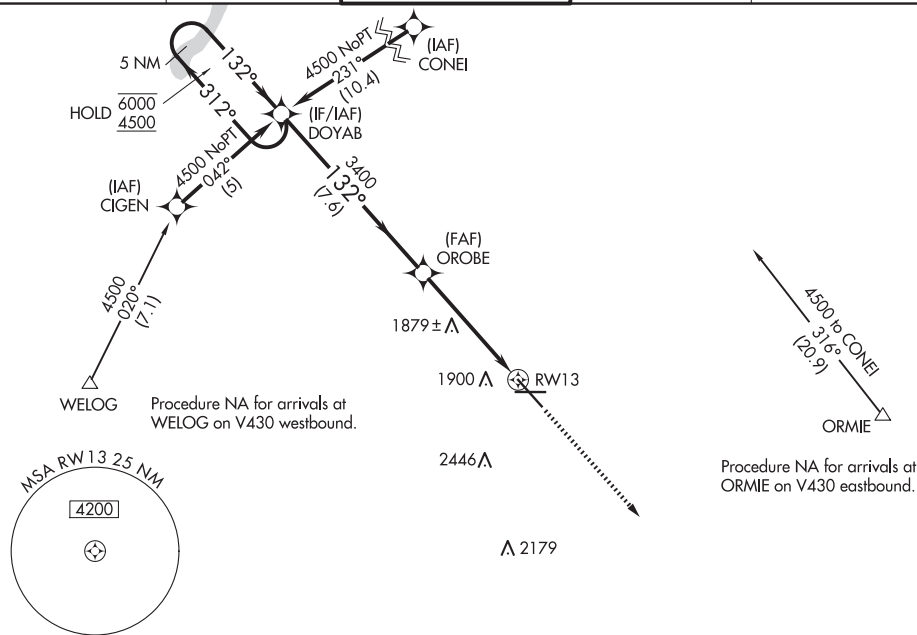 5 NM
132°
312°
HOLD 6000
4500
4500 NoPT
231°
(10.4)
(IAF)
CONEI
(IF/IAF)
DOYAB
4500 NoPT
042°
(5)
(IAF)
CIGEN
3400
132°
(7.6)
(FAF)
OROBE
4500
020°
(7.1)
WELOG
Procedure NA for arrivals at
WELOG on V430 westbound.
1879±
1900
RW13
2446
2179
4500 to CONEI
316°
(20.9)
ORMIE
Procedure NA for arrivals at
ORMIE on V430 eastbound.
MSA RW13 25 NM
4200